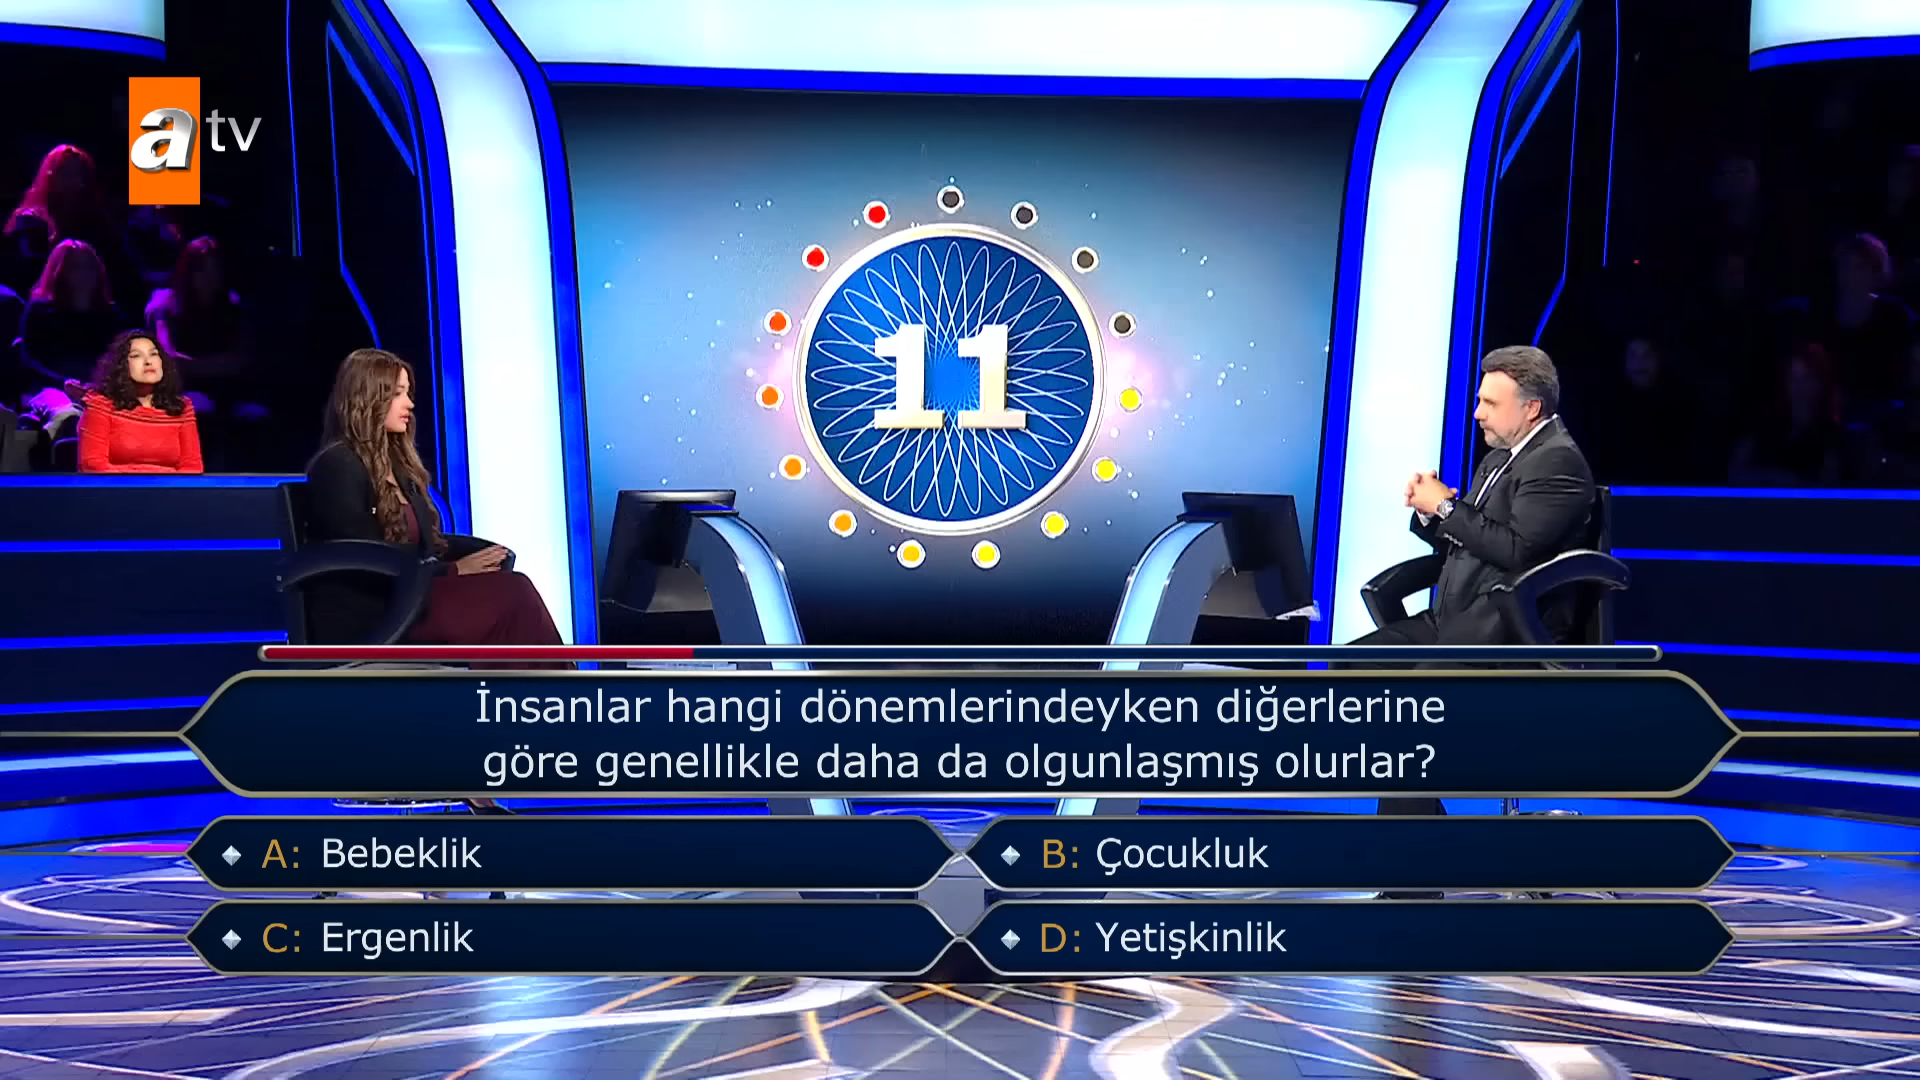 atv
11
İnsanlar hangi dönemlerindeyken diğerlerine
göre genellikle daha da olgunlaşmış olurlar?
A: Bebeklik
B: Çocukluk
C: Ergenlik
D: Yetişkinlik